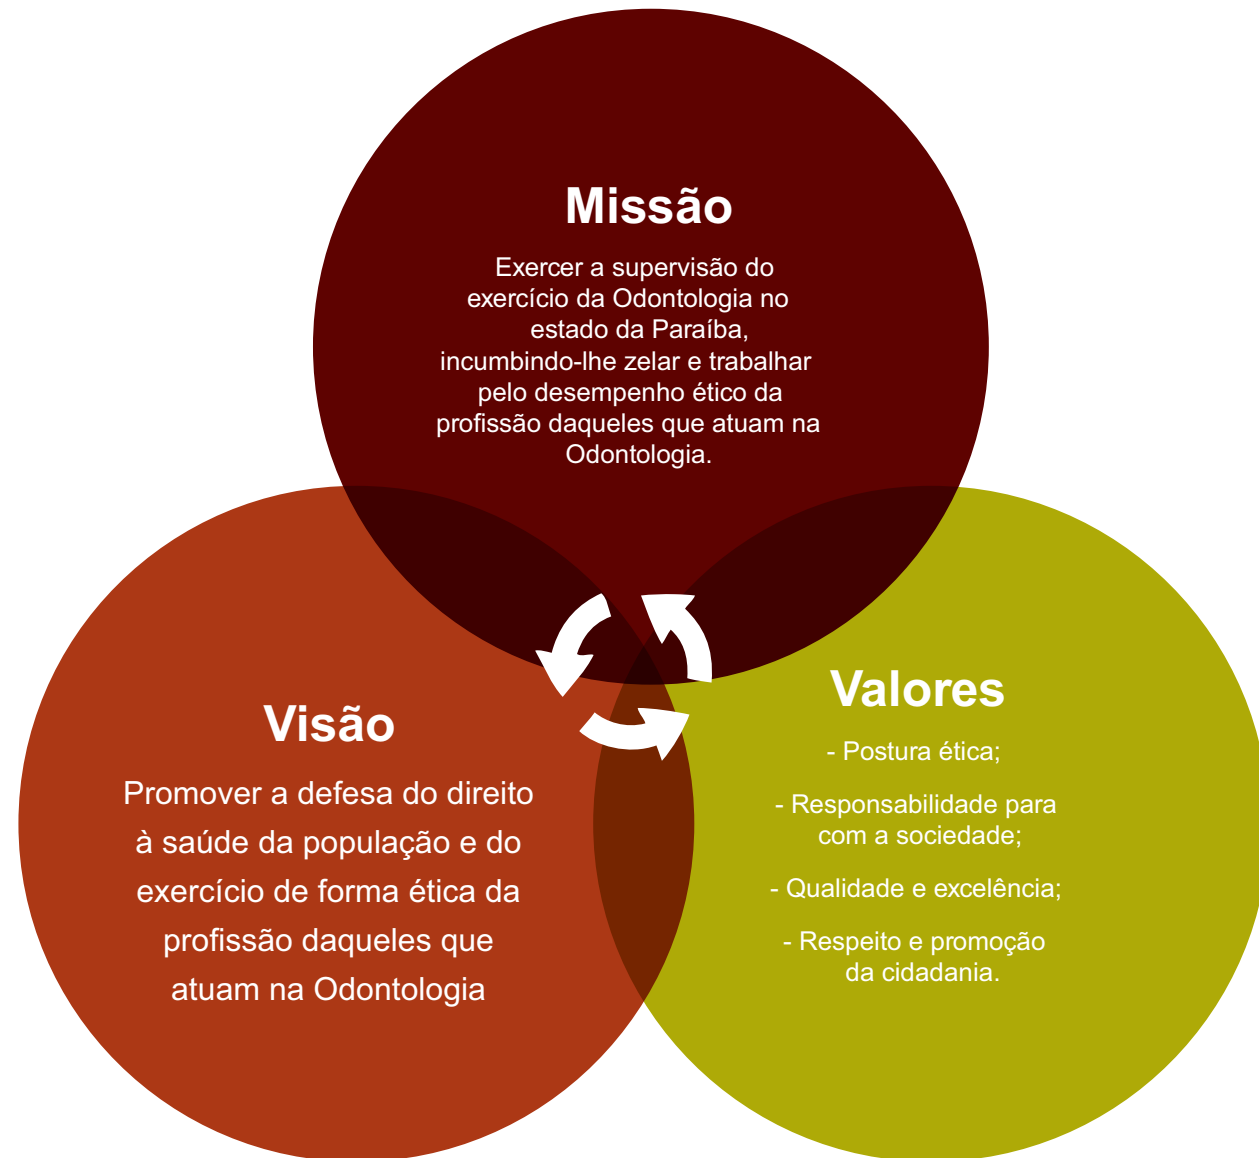 Missão
Exercer a supervisão do
exercício da Odontologia no
estado da Paraíba,
incumbindo-lhe zelar e trabalhar
pelo desempenho ético da
profissão daqueles que atuam na
Odontologia.
Visão
Promover a defesa do direito
à saúde da população e do
exercício de forma ética da
profissão daqueles que
atuam na Odontologia
Valores
- Postura ética;
- Responsabilidade para
com a sociedade;
- Qualidade e excelência;
- Respeito e promoção
da cidadania.